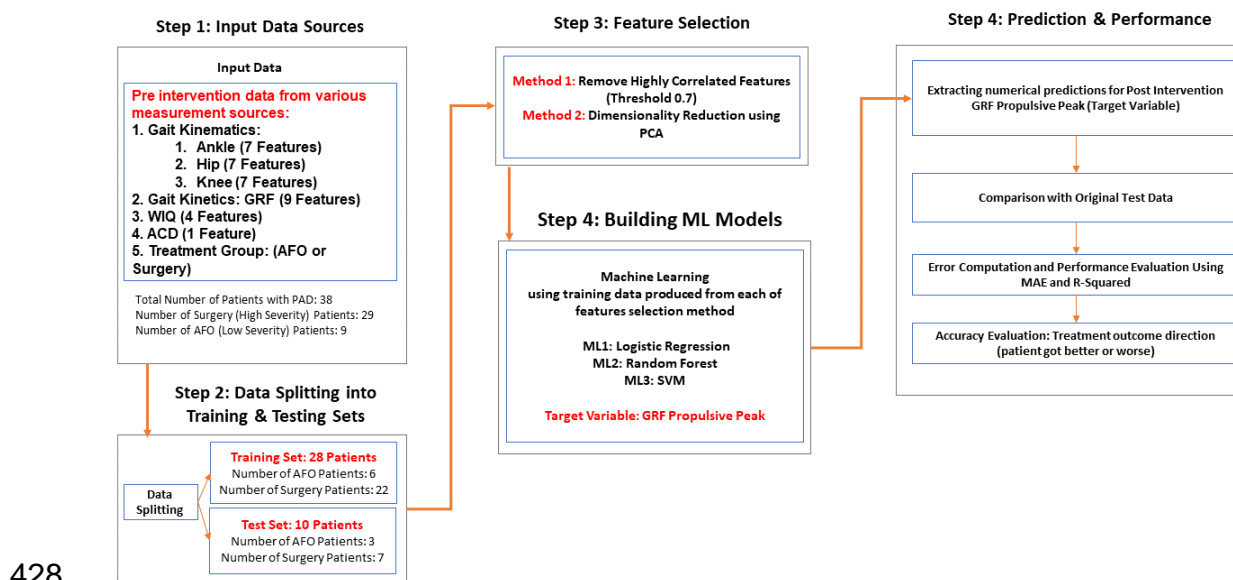 Step 1: Input Data Sources
Input Data
Pre intervention data from various
measurement sources:
1. Gait Kinematics:
1. Ankle (7 Features)
2. Hip (7 Features)
3. Knee (7 Features)
2. Gait Kinetics: GRF (9 Features)
3. WIQ (4 Features)
4. ACD (1 Feature)
5. Treatment Group: (AFO or
Surgery)
Total Number of Patients with PAD: 38
Number of Surgery (High Severity) Patients: 29
Number of AFO (Low Severity) Patients: 9
Step 2: Data Splitting into
Training & Testing Sets
Data
Splitting
Training Set: 28 Patients
Number of AFO Patients: 6
Number of Surgery Patients: 22
Test Set: 10 Patients
Number of AFO Patients: 3
Number of Surgery Patients: 7
Step 3: Feature Selection
Method 1: Remove Highly Correlated Features
(Threshold 0.7)
Method 2: Dimensionality Reduction using
PCA
Step 4: Building ML Models
Machine Learning
using training data produced from each of
features selection method
ML1: Logistic Regression
ML2: Random Forest
ML3: SVM
Target Variable: GRF Propulsive Peak
Step 4: Prediction & Performance
Extracting numerical predictions for Post Intervention
GRF Propulsive Peak (Target Variable)
Comparison with Original Test Data
Error Computation and Performance Evaluation Using
MAE and R-Squared
Accuracy Evaluation: Treatment outcome direction
(patient got better or worse)
428